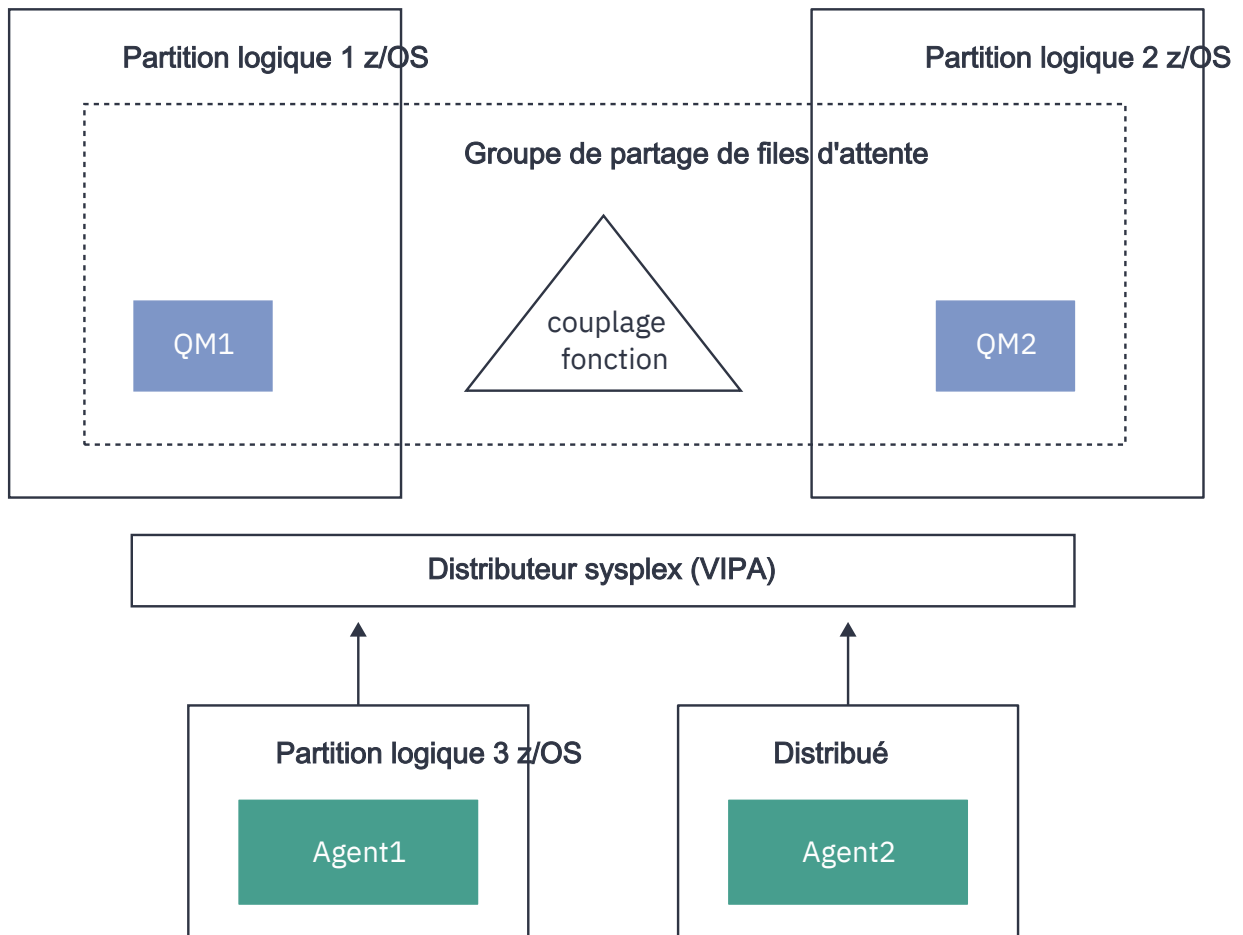 Partition logique 1 z/OS
Partition logique 2 z/OS
Groupe de partage de files d'attente
couplage
fonction
QM1
QM2
Distributeur sysplex (VIPA)
Partition logique 3 z/OS
Distribué
Agent1
Agent2